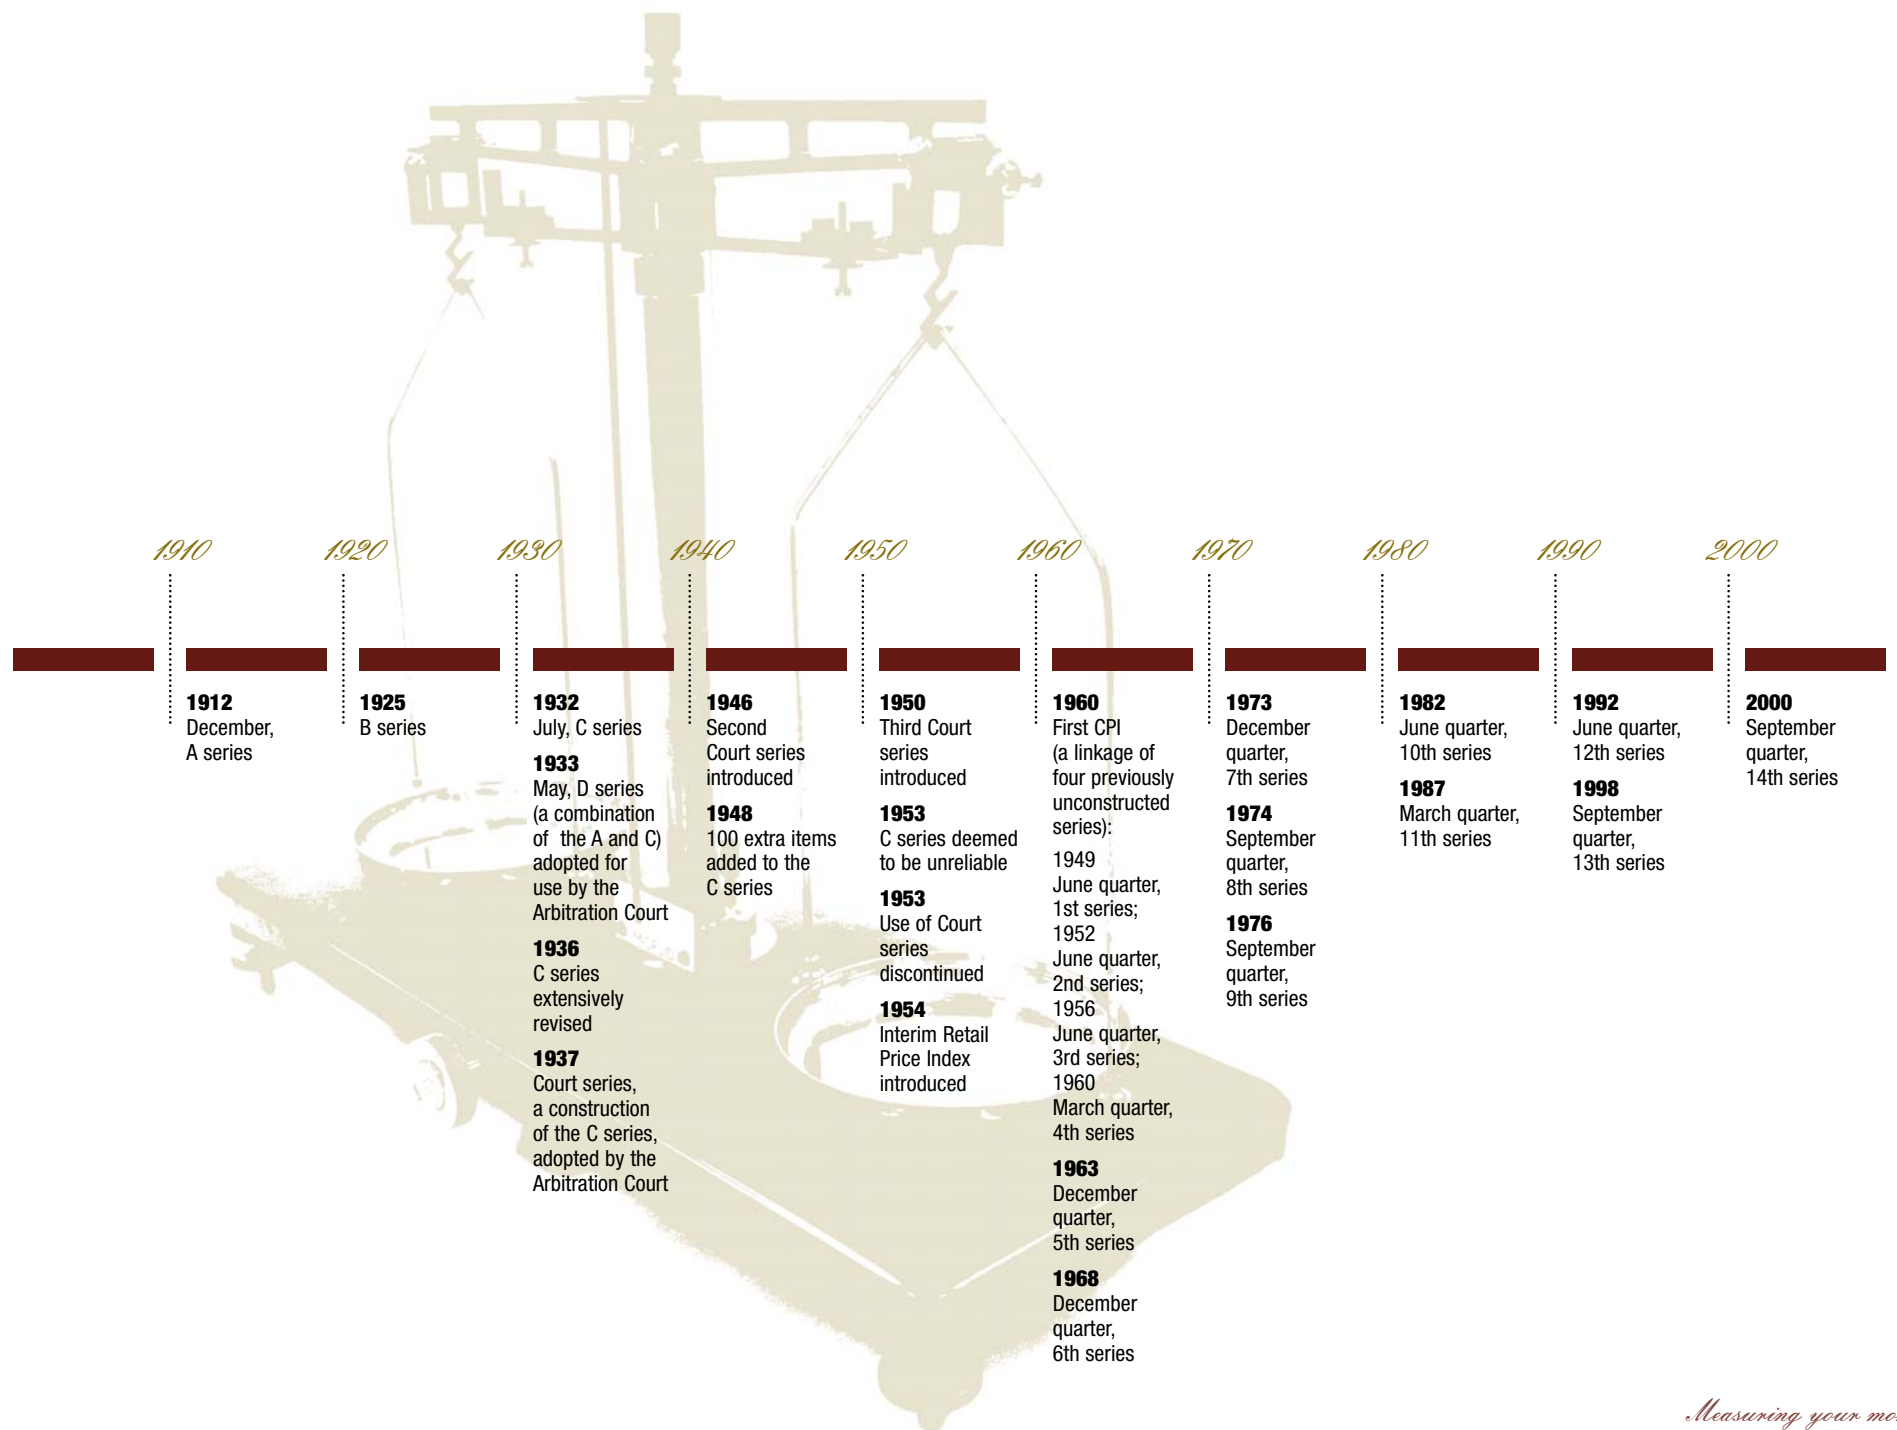 1910
1920
1930
1940
1950
1960
1970
1980
1990
2000
1912
December,
A series
1925
B series
1932
July, C series
1933
May, D series
(a combination
of the A and C)
adopted for
use by the
Arbitration Court
1936
C series
extensively
revised
1937
Court series,
a construction
of the C series,
adopted by the
Arbitration Court
1946
Second
Court series
introduced
1948
100 extra items
added to the
C series
1950
Third Court
series
introduced
1953
C series deemed
to be unreliable
1953
Use of Court
series
discontinued
1954
Interim Retail
Price Index
introduced
1960
First CPI
(a linkage of
four previously
unconstructed
series):
1949
June quarter,
1st series;
1952
June quarter,
2nd series;
1956
June quarter,
3rd series;
1960
March quarter,
4th series
1963
December
quarter,
5th series
1968
December
quarter,
6th series
1973
December
quarter,
7th series
1974
September
quarter,
8th series
1976
September
quarter,
9th series
1982
June quarter,
10th series
1987
March quarter,
11th series
1992
June quarter,
12th series
1998
September
quarter,
13th series
2000
September
quarter,
14th series
Measuring your